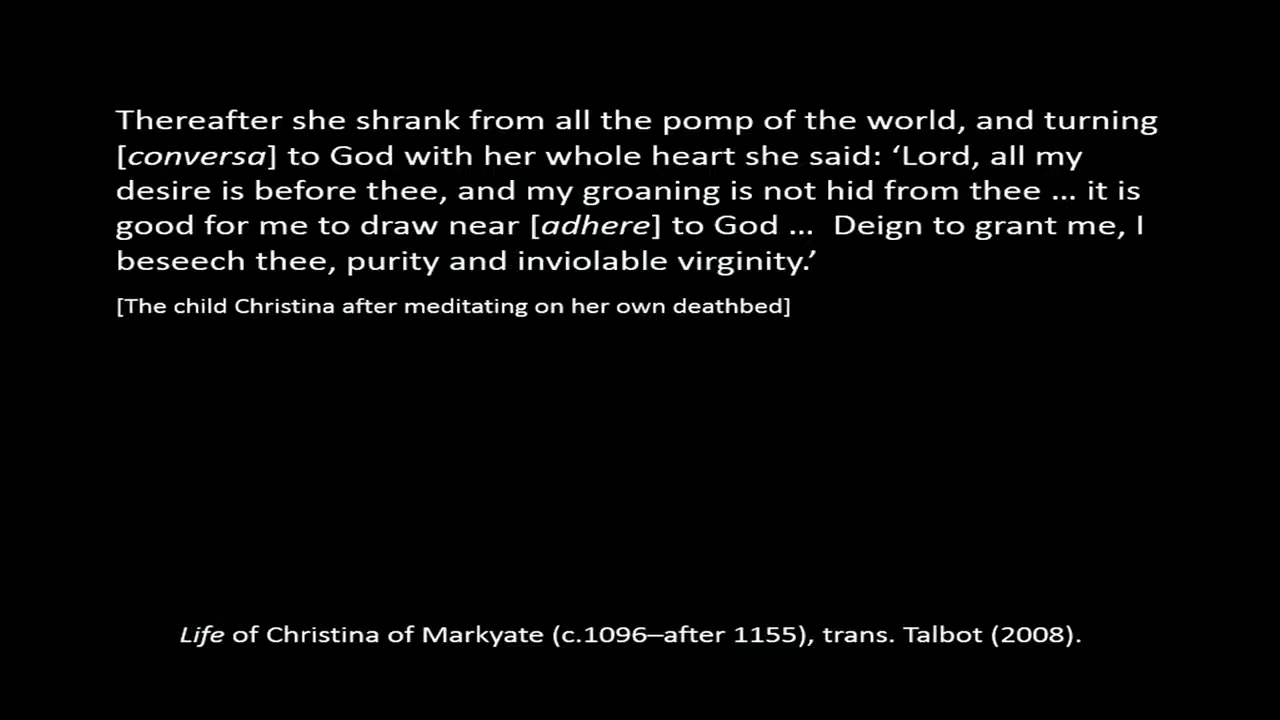 Thereafter she shrank from all the pomp of the world, and turning
[conversa] to God with her whole heart she said: ‘Lord, all my
desire is before thee, and my groaning is not hid from thee … it is
good for me to draw near [adhere] to God …  Deign to grant me, I
beseech thee, purity and inviolable virginity.’
[The child Christina after meditating on her own deathbed]
Life of Christina of Markyate (c.1096–after 1155), trans. Talbot (2008).